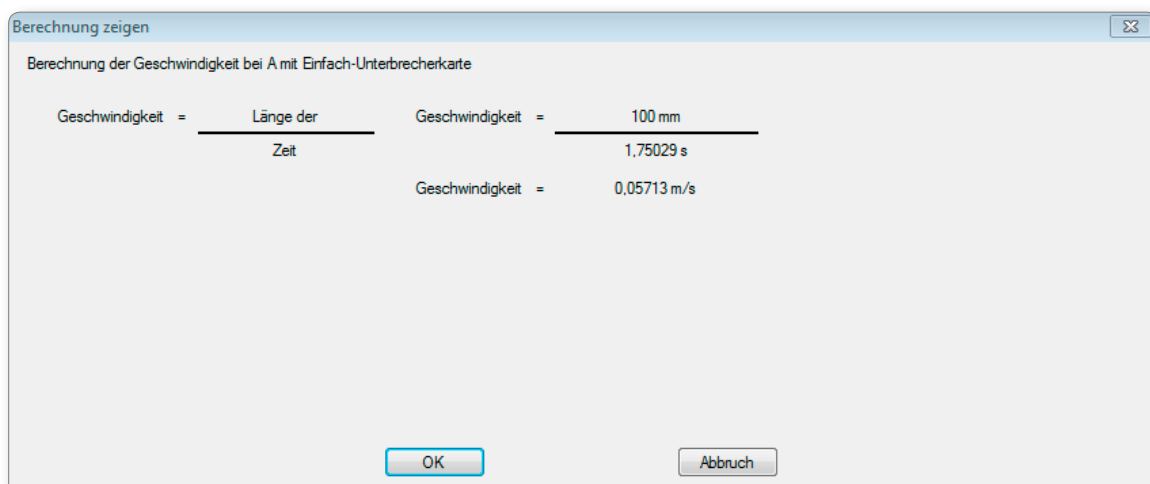 Berechnung zeigen
Berechnung der Geschwindigkeit bei A mit Einfach-Unterbrecherkarte
Geschwindigkeit = Länge der Geschwindigkeit = 100 mm
Zeit 1,75029 s
Geschwindigkeit = 0,05713 m/s
OK Abbruch